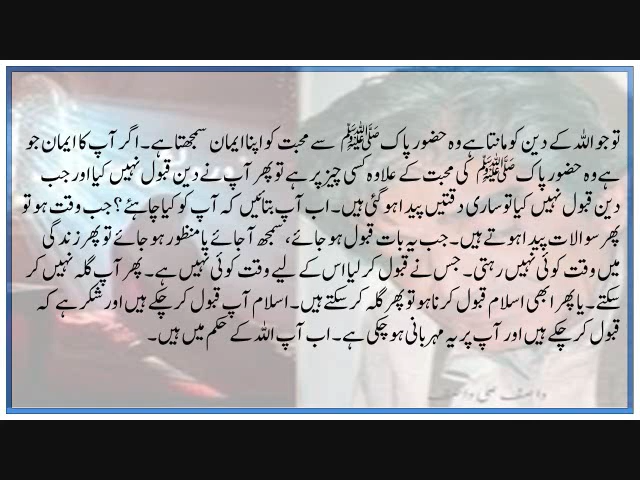 تو جو اللہ کے دین کو مانتا ہے وہ حضور پاک ﷺ سے محبت کو اپنا ایمان سمجھتا ہے۔ اگر آپ کا ایمان جو
ہے وہ حضور پاک ﷺ کی محبت کے علاوہ کسی چیز پر ہے تو پھر آپ نے دین قبول نہیں کیا اور جب
دین قبول نہیں کیا تو ساری دقتیں پیدا ہو گئی ہیں۔ اب آپ بتائیں کہ آپ کو کیا چاہئے؟ جب وقت ہو تو
پھر سوالات پیدا ہوتے ہیں۔ جب یہ بات قبول ہو جائے، سمجھ آ جائے یا منظور ہو جائے تو پھر زندگی
میں وقت کوئی نہیں رہتی۔ جس نے قبول کر لیا اس کے لیے وقت کوئی نہیں ہے۔ پھر آپ گلہ نہیں کر
سکتے۔ یا پھر ابھی اسلام قبول کرنا ہو تو پھر گلہ کر سکتے ہیں۔ اسلام آپ قبول کر چکے ہیں اور شکر ہے کہ
قبول کر چکے ہیں اور آپ پر یہ مہربانی ہو چکی ہے۔ اب آپ اللہ کے حکم میں ہیں۔
واصف علی واصف